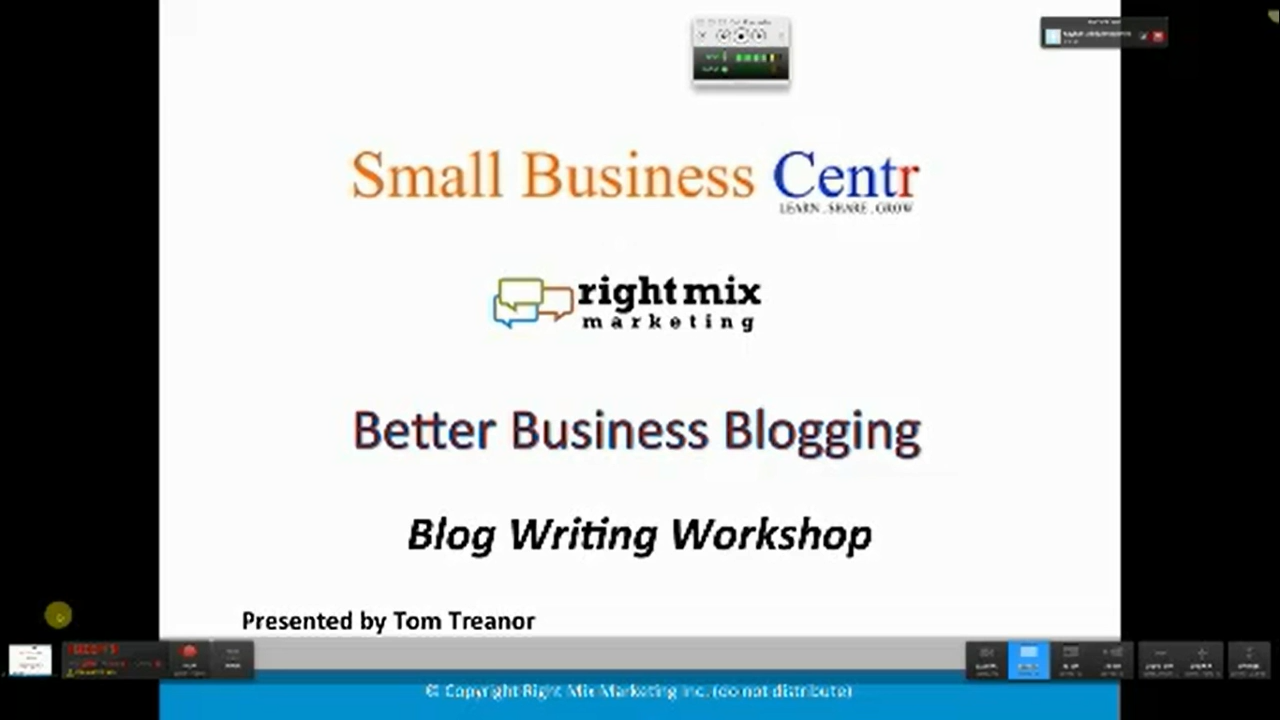 Small Business Centr
LEARN . SHARE . GROW
right mix
marketing
Better Business Blogging
Blog Writing Workshop
Presented by Tom Treanor
© Copyright Right Mix Marketing Inc. (do not distribute)